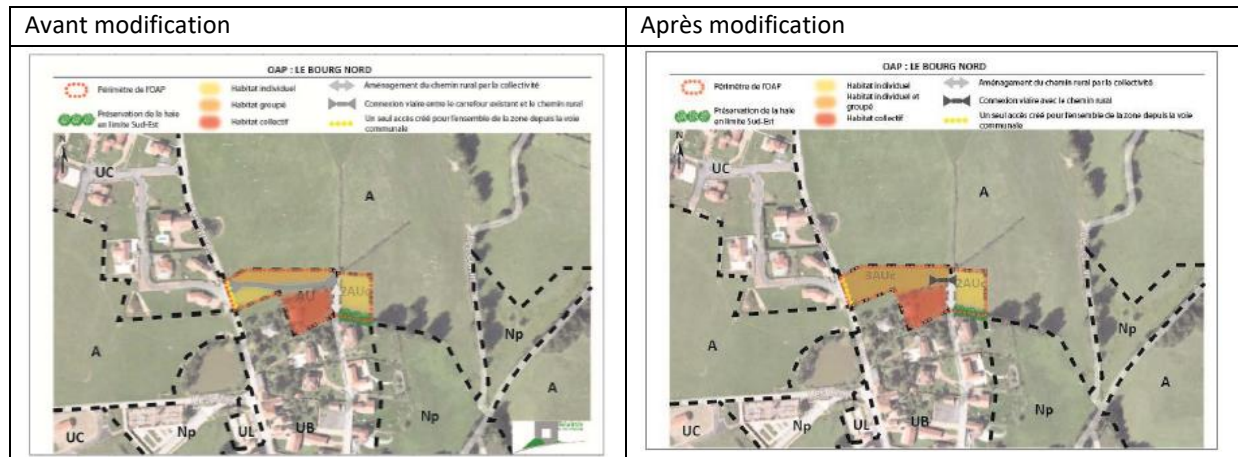 Avant modification
OAP : LE BOURG NORD
Périmètre de l'OAP
Préservation de la haie
en limite Sud-Est
Habitat individuel
Habitat groupé
Habitat collectif
Aménagement du chemin rural par la collectivité
Connexion viaire entre le carrefour existant et le chemin rural
Un seul accès créé pour l'ensemble de la zone depuis la voie
communale
N
UC
A
AU
2AUc
A
Np
A
Np
UC
Np
UL
UB
Après modification
OAP : LE BOURG NORD
Périmètre de l'OAP
Préservation de la haie
en limite Sud-Est
Habitat individuel
Habitat individuel et
groupé
Habitat collectif
Aménagement du chemin rural par la collectivité
Connexion viaire avec le chemin rural
Un seul accès créé pour l'ensemble de la zone depuis la voie
communale
N
UC
A
2AUc
A
Np
A
Np
UC
Np
UL
UB